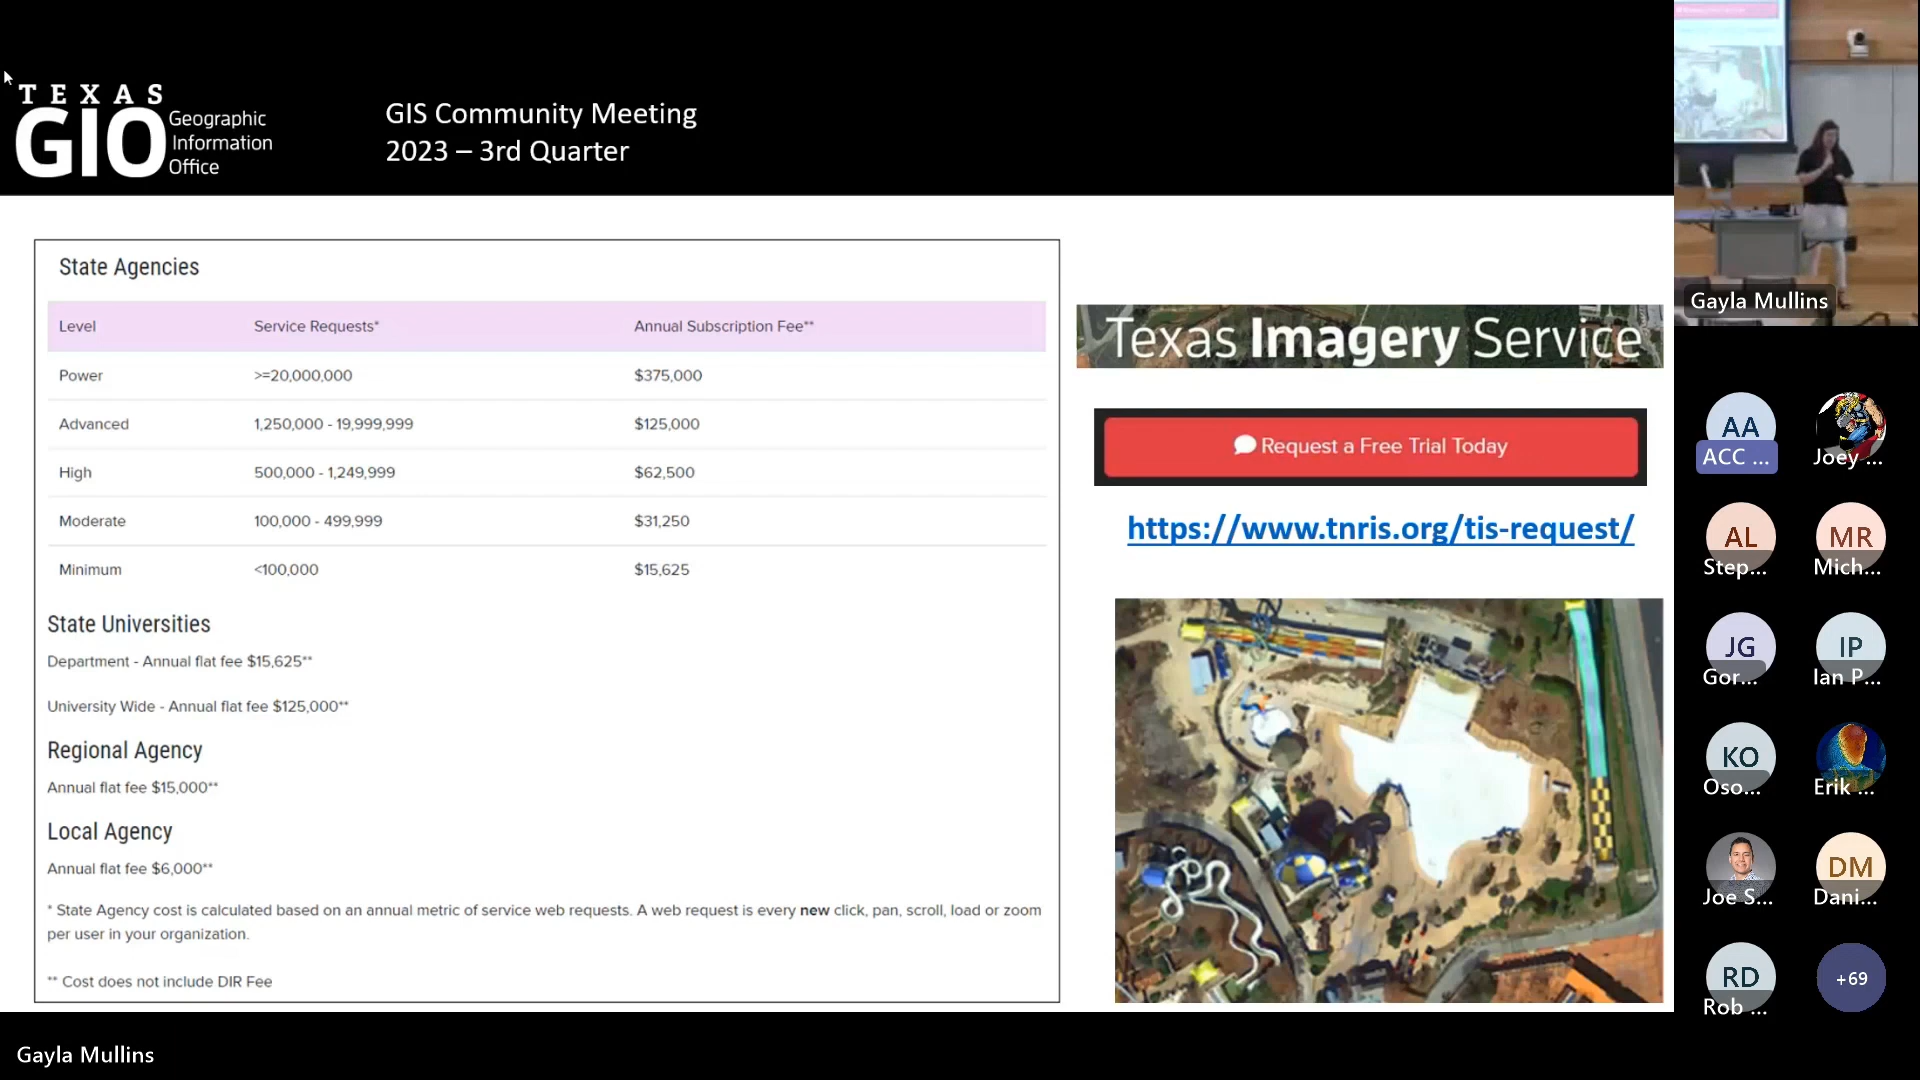 TEXAS
GIO
Geographic
Information
Office
GIS Community Meeting
2023 – 3rd Quarter
State Agencies
Level Service Requests* Annual Subscription Fee**
Power >=20,000,000 $375,000
Advanced 1,250,000 - 19,999,999 $125,000
High 500,000 - 1,249,999 $62,500
Moderate 100,000 - 499,999 $31,250
Minimum <100,000 $15,625
State Universities
Department - Annual flat fee $15,625**
University Wide - Annual flat fee $125,000**
Regional Agency
Annual flat fee $15,000**
Local Agency
Annual flat fee $6,000**
* State Agency cost is calculated based on an annual metric of service web requests. A web request is every new click, pan, scroll, load or zoom
per user in your organization.
** Cost does not include DIR Fee
Texas Imagery Service
Request a Free Trial Today
https://www.tnris.org/tis-request/
Gayla Mullins
AA
ACC ...
Joey ...
AL
Step...
MR
Mich...
JG
Gor...
IP
Ian P...
KO
Oso...
Erik ...
Joe S...
DM
Dani...
RD
Rob ...
+69
Gayla Mullins